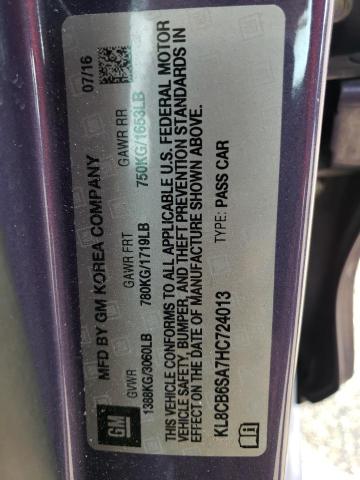 GM
MFD BY GM KOREA COMPANY 07/16
GVWR GAWR FRT GAWR RR
1388KG/3060LB 780KG/1719LB 750KG/1653LB
THIS VEHICLE CONFORMS TO ALL APPLICABLE U.S. FEDERAL MOTOR
VEHICLE SAFETY, BUMPER, AND THEFT PREVENTION STANDARDS IN
EFFECT ON THE DATE OF MANUFACTURE SHOWN ABOVE.
KL8CB6SA7HC724013 TYPE: PASS CAR